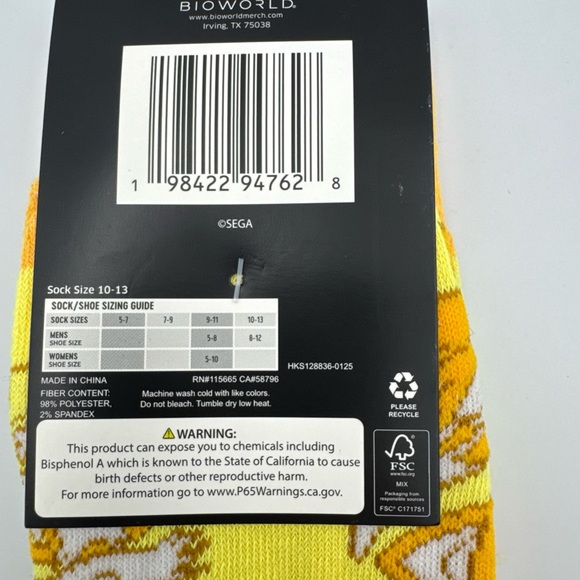 BIOWORLD®
www.bioworldmerch.com
Irving, TX 75038
1 98422 94762 8
©SEGA
Sock Size 10-13
SOCK/SHOE SIZING GUIDE
SOCK SIZES 5-7 7-9 9-11 10-13
MENS SHOE SIZE 5-8 8-12
WOMENS SHOE SIZE 5-10
HKS128836-0125
MADE IN CHINA RN#115665 CA#58796
FIBER CONTENT:
98% POLYESTER,
2% SPANDEX
Machine wash cold with like colors.
Do not bleach. Tumble dry low heat.
PLEASE
RECYCLE
WARNING:
This product can expose you to chemicals including
Bisphenol A which is known to the State of California to cause
birth defects or other reproductive harm.
For more information go to www.P65Warnings.ca.gov.
FSC
www.fsc.org
MIX
Packaging from
responsible sources
FSC® C171751